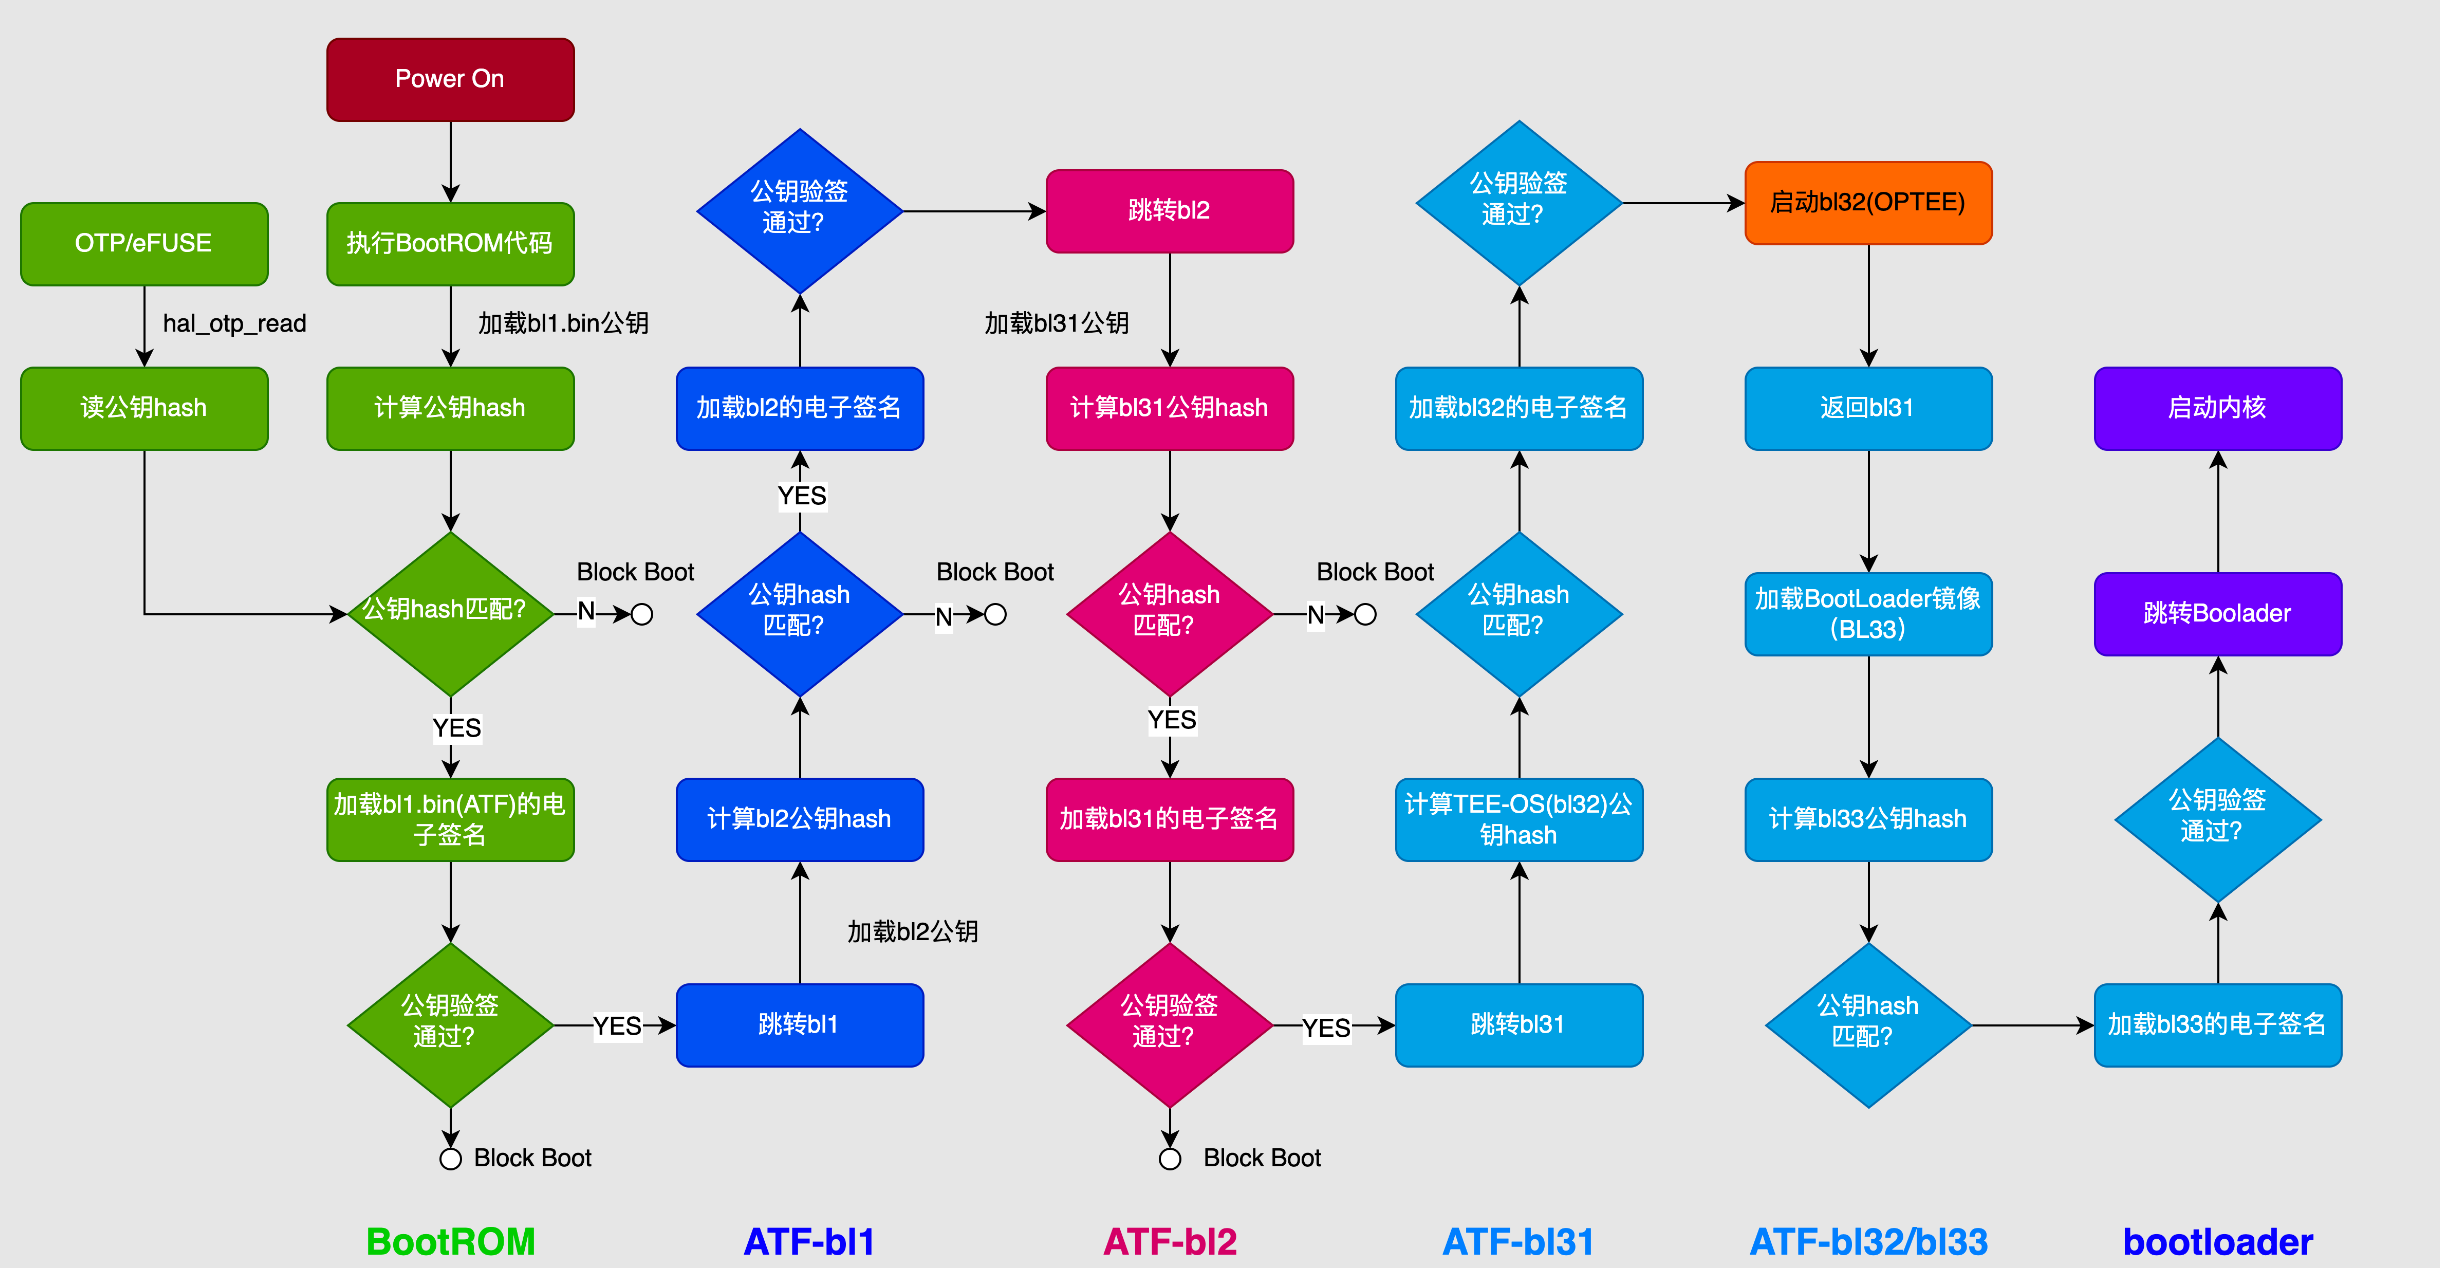 Power On
OTP/eFUSE
hal_otp_read
读公钥hash
执行BootROM代码
加载bl1.bin公钥
计算公钥hash
公钥hash匹配?
N
Block Boot
YES
加载bl1.bin(ATF)的电
子签名
公钥验签
通过?
YES
Block Boot
跳转bl1
加载bl2公钥
计算bl2公钥hash
公钥hash
匹配?
N
Block Boot
YES
加载bl2的电子签名
公钥验签
通过?
跳转bl2
加载bl31公钥
计算bl31公钥hash
公钥hash
匹配?
N
Block Boot
YES
加载bl31的电子签名
公钥验签
通过?
YES
Block Boot
跳转bl31
计算TEE-OS(bl32)公
钥hash
公钥hash
匹配?
加载bl32的电子签名
公钥验签
通过?
启动bl32(OPTEE)
返回bl31
加载BootLoader镜像
（BL33）
计算bl33公钥hash
公钥hash
匹配?
加载bl33的电子签名
公钥验签
通过?
跳转Boolader
启动内核
BootROM
ATF-bl1
ATF-bl2
ATF-bl31
ATF-bl32/bl33
bootloader